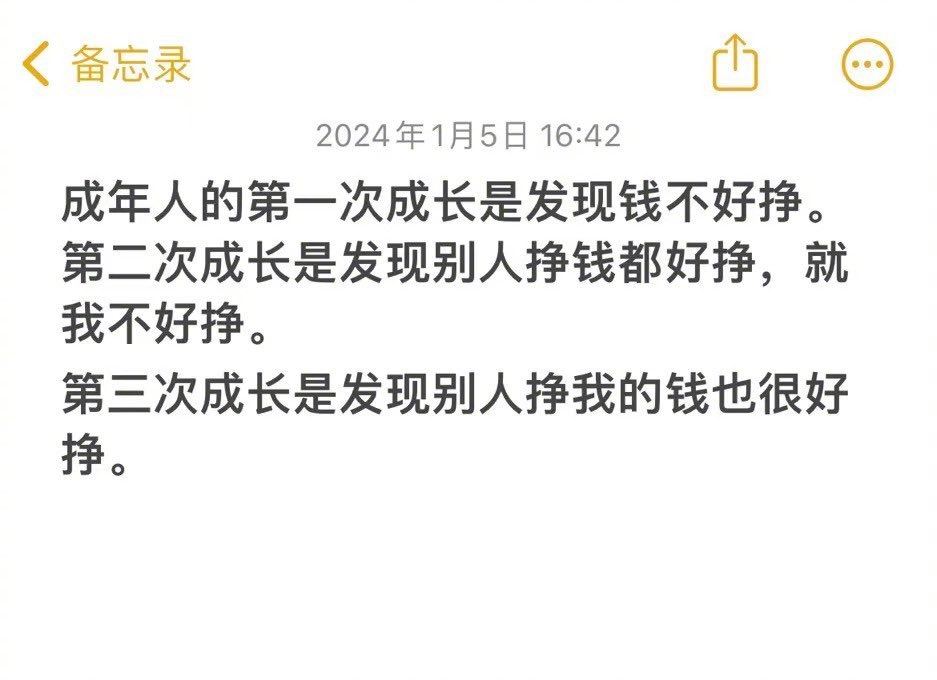 备忘录
2024年1月5日 16:42
成年人的第一次成长是发现钱不好挣。
第二次成长是发现别人挣钱都好挣，就
我不好挣。
第三次成长是发现别人挣我的钱也很好
挣。